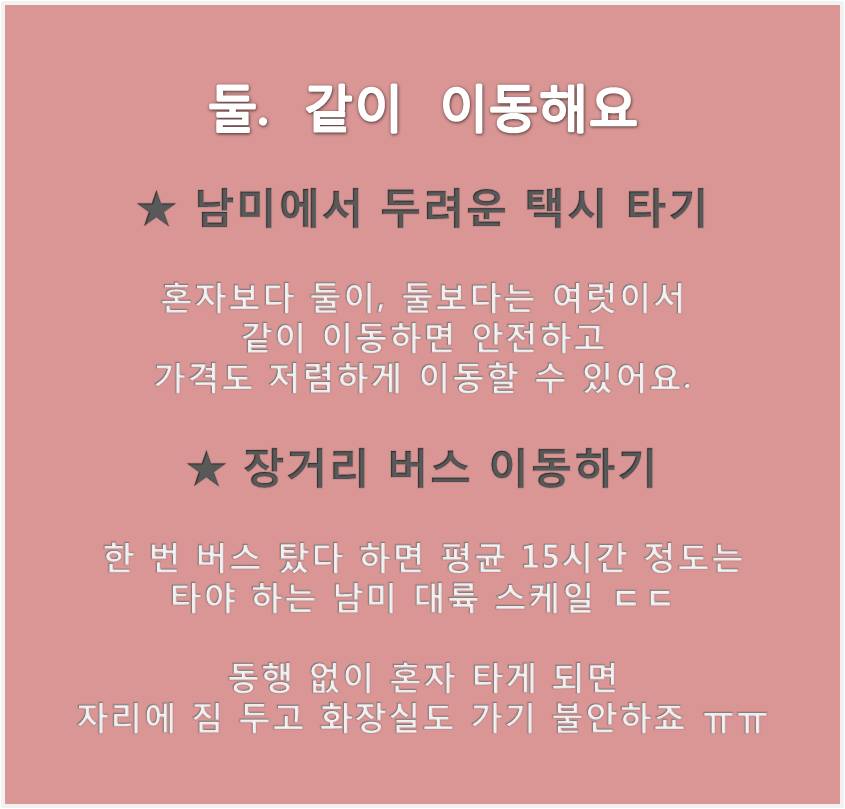 둘. 같이 이동해요
★ 남미에서 두려운 택시 타기
혼자보다 둘이, 둘보다는 여럿이서
같이 이동하면 안전하고
가격도 저렴하게 이동할 수 있어요.
★ 장거리 버스 이동하기
한 번 버스 탔다 하면 평균 15시간 정도는
타야 하는 남미 대륙 스케일 ㄷㄷ
동행 없이 혼자 타게 되면
자리에 짐 두고 화장실도 가기 불안하죠 ㅠㅠ